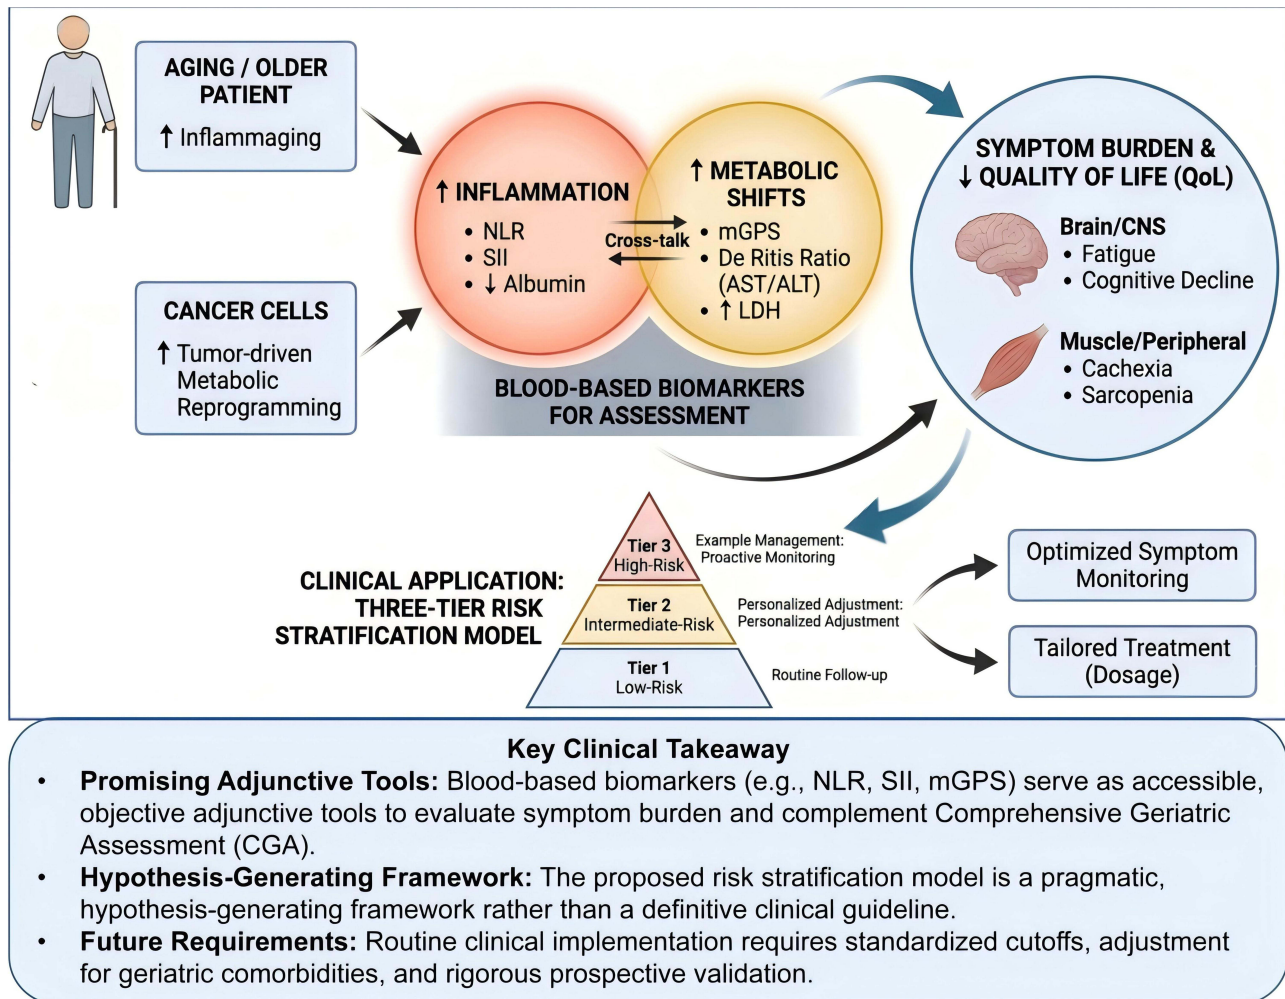 AGING / OLDER
PATIENT
↑ Inflammaging
CANCER CELLS
↑ Tumor-driven
Metabolic
Reprogramming
↑ INFLAMMATION
• NLR
• SII
• ↓ Albumin
Cross-talk
↑ METABOLIC
SHIFTS
• mGPS
• De Ritis Ratio
(AST/ALT)
• ↑ LDH
BLOOD-BASED BIOMARKERS
FOR ASSESSMENT
SYMPTOM BURDEN &
↓ QUALITY OF LIFE (QoL)
Brain/CNS
• Fatigue
• Cognitive Decline
Muscle/Peripheral
• Cachexia
• Sarcopenia
CLINICAL APPLICATION:
THREE-TIER RISK
STRATIFICATION MODEL
Tier 3
High-Risk
Example Management:
Proactive Monitoring
Tier 2
Intermediate-Risk
Personalized Adjustment:
Personalized Adjustment
Tier 1
Low-Risk
Routine Follow-up
Optimized Symptom
Monitoring
Tailored Treatment
(Dosage)
Key Clinical Takeaway
• Promising Adjunctive Tools: Blood-based biomarkers (e.g., NLR, SII, mGPS) serve as accessible,
objective adjunctive tools to evaluate symptom burden and complement Comprehensive Geriatric
Assessment (CGA).
• Hypothesis-Generating Framework: The proposed risk stratification model is a pragmatic,
hypothesis-generating framework rather than a definitive clinical guideline.
• Future Requirements: Routine clinical implementation requires standardized cutoffs, adjustment
for geriatric comorbidities, and rigorous prospective validation.